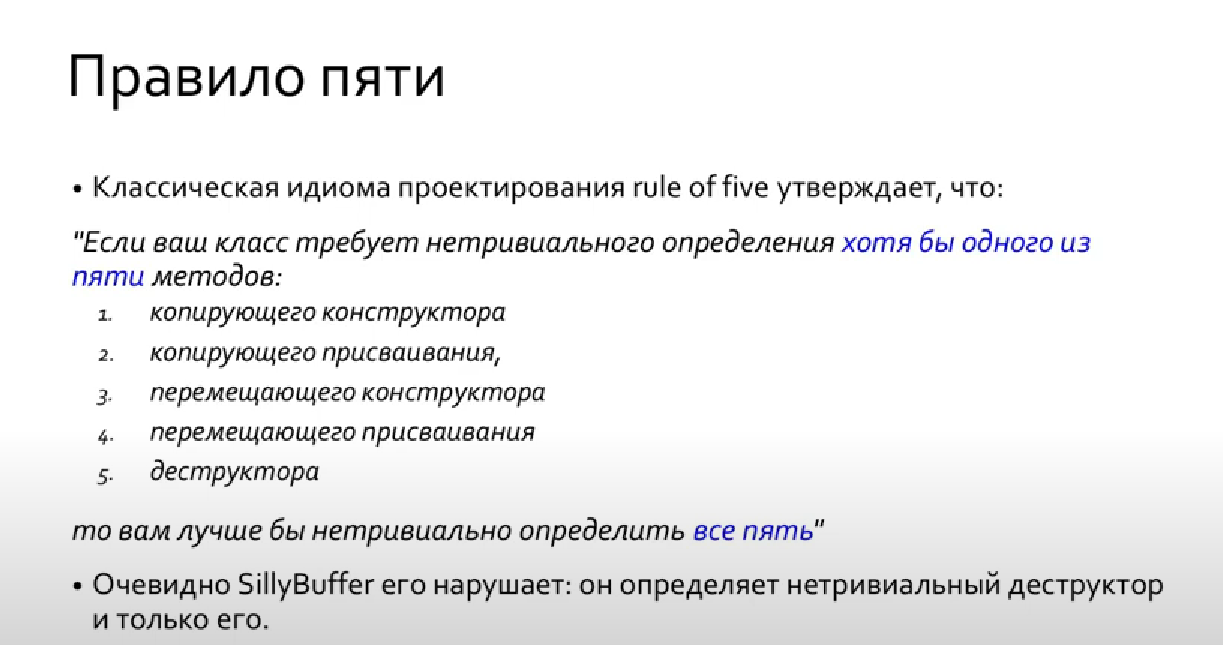 Правило пяти
• Классическая идиома проектирования rule of five утверждает, что:
"Если ваш класс требует нетривиального определения хотя бы одного из
пяти методов:
1. копирующего конструктора
2. копирующего присваивания,
3. перемещающего конструктора
4. перемещающего присваивания
5. деструктора
то вам лучше бы нетривиально определить все пять"
• Очевидно SillyBuffer его нарушает: он определяет нетривиальный деструктор
и только его.